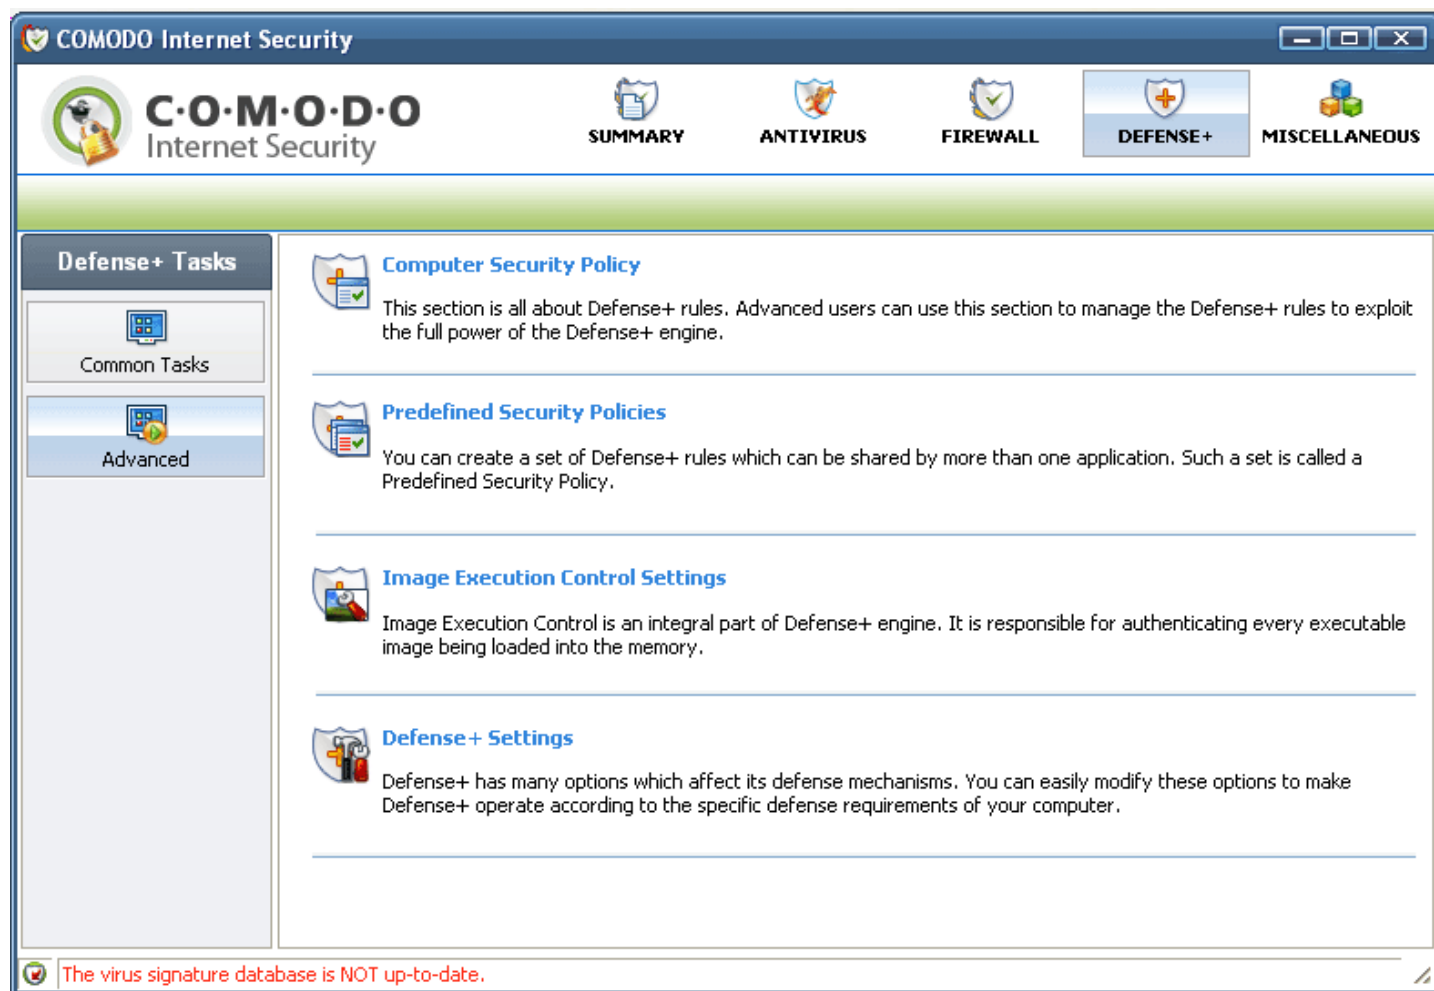 COMODO Internet Security
C·O·M·O·D·O
Internet Security
SUMMARY
ANTIVIRUS
FIREWALL
DEFENSE+
MISCELLANEOUS
Defense+ Tasks
Common Tasks
Advanced
Computer Security Policy
This section is all about Defense+ rules. Advanced users can use this section to manage the Defense+ rules to exploit
the full power of the Defense+ engine.
Predefined Security Policies
You can create a set of Defense+ rules which can be shared by more than one application. Such a set is called a
Predefined Security Policy.
Image Execution Control Settings
Image Execution Control is an integral part of Defense+ engine. It is responsible for authenticating every executable
image being loaded into the memory.
Defense+ Settings
Defense+ has many options which affect its defense mechanisms. You can easily modify these options to make
Defense+ operate according to the specific defense requirements of your computer.
The virus signature database is NOT up-to-date.